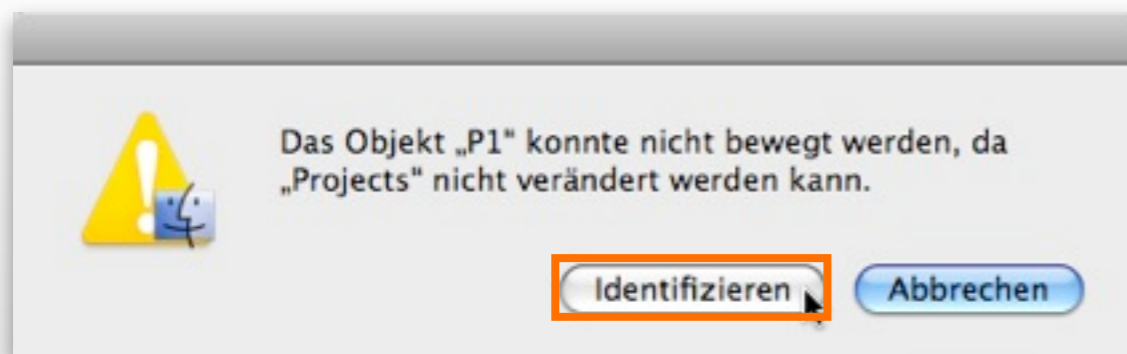 Das Objekt „P1“ konnte nicht bewegt werden, da
„Projects“ nicht verändert werden kann.
Identifizieren Abbrechen